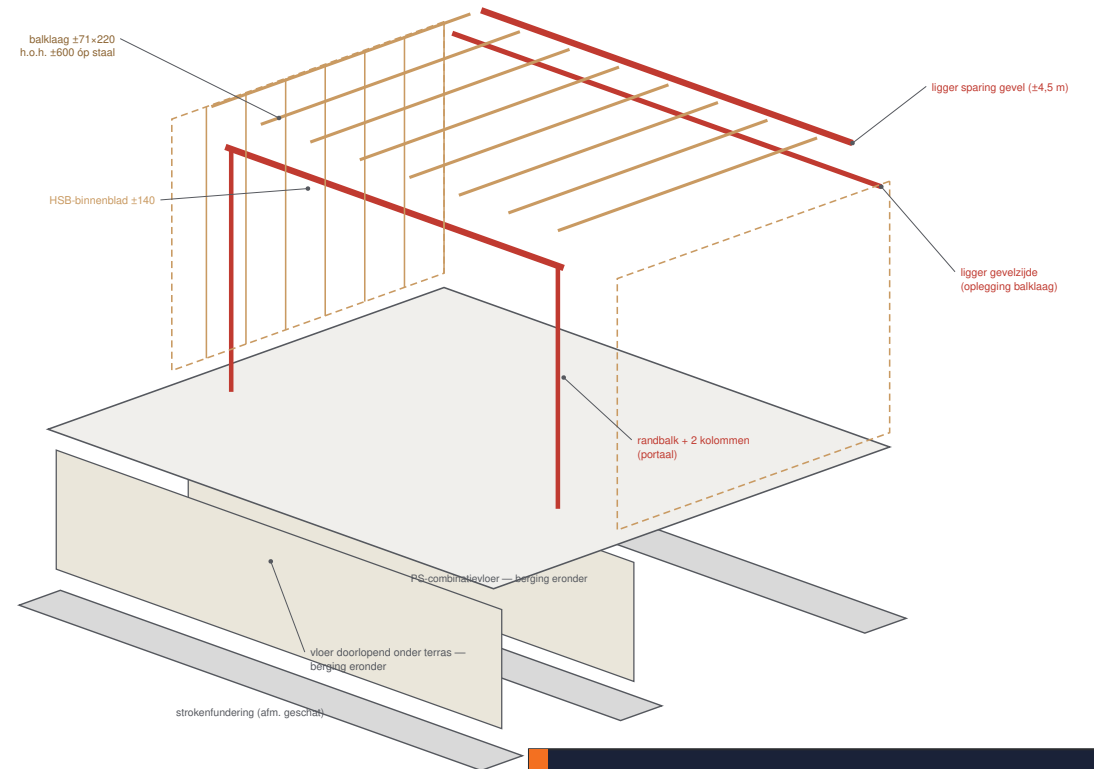 balklaag ±71×220
h.o.h. ±600 óp staal
ligger sparing gevel (±4,5 m)
HSB-binnenblad ±140
ligger gevelzijde
(oplegging balklaag)
randbalk + 2 kolommen
(portaal)
PS-combinatievloer — berging eronder
vloer doorlopend onder terras —
berging eronder
strokenfundering (afm. geschat)